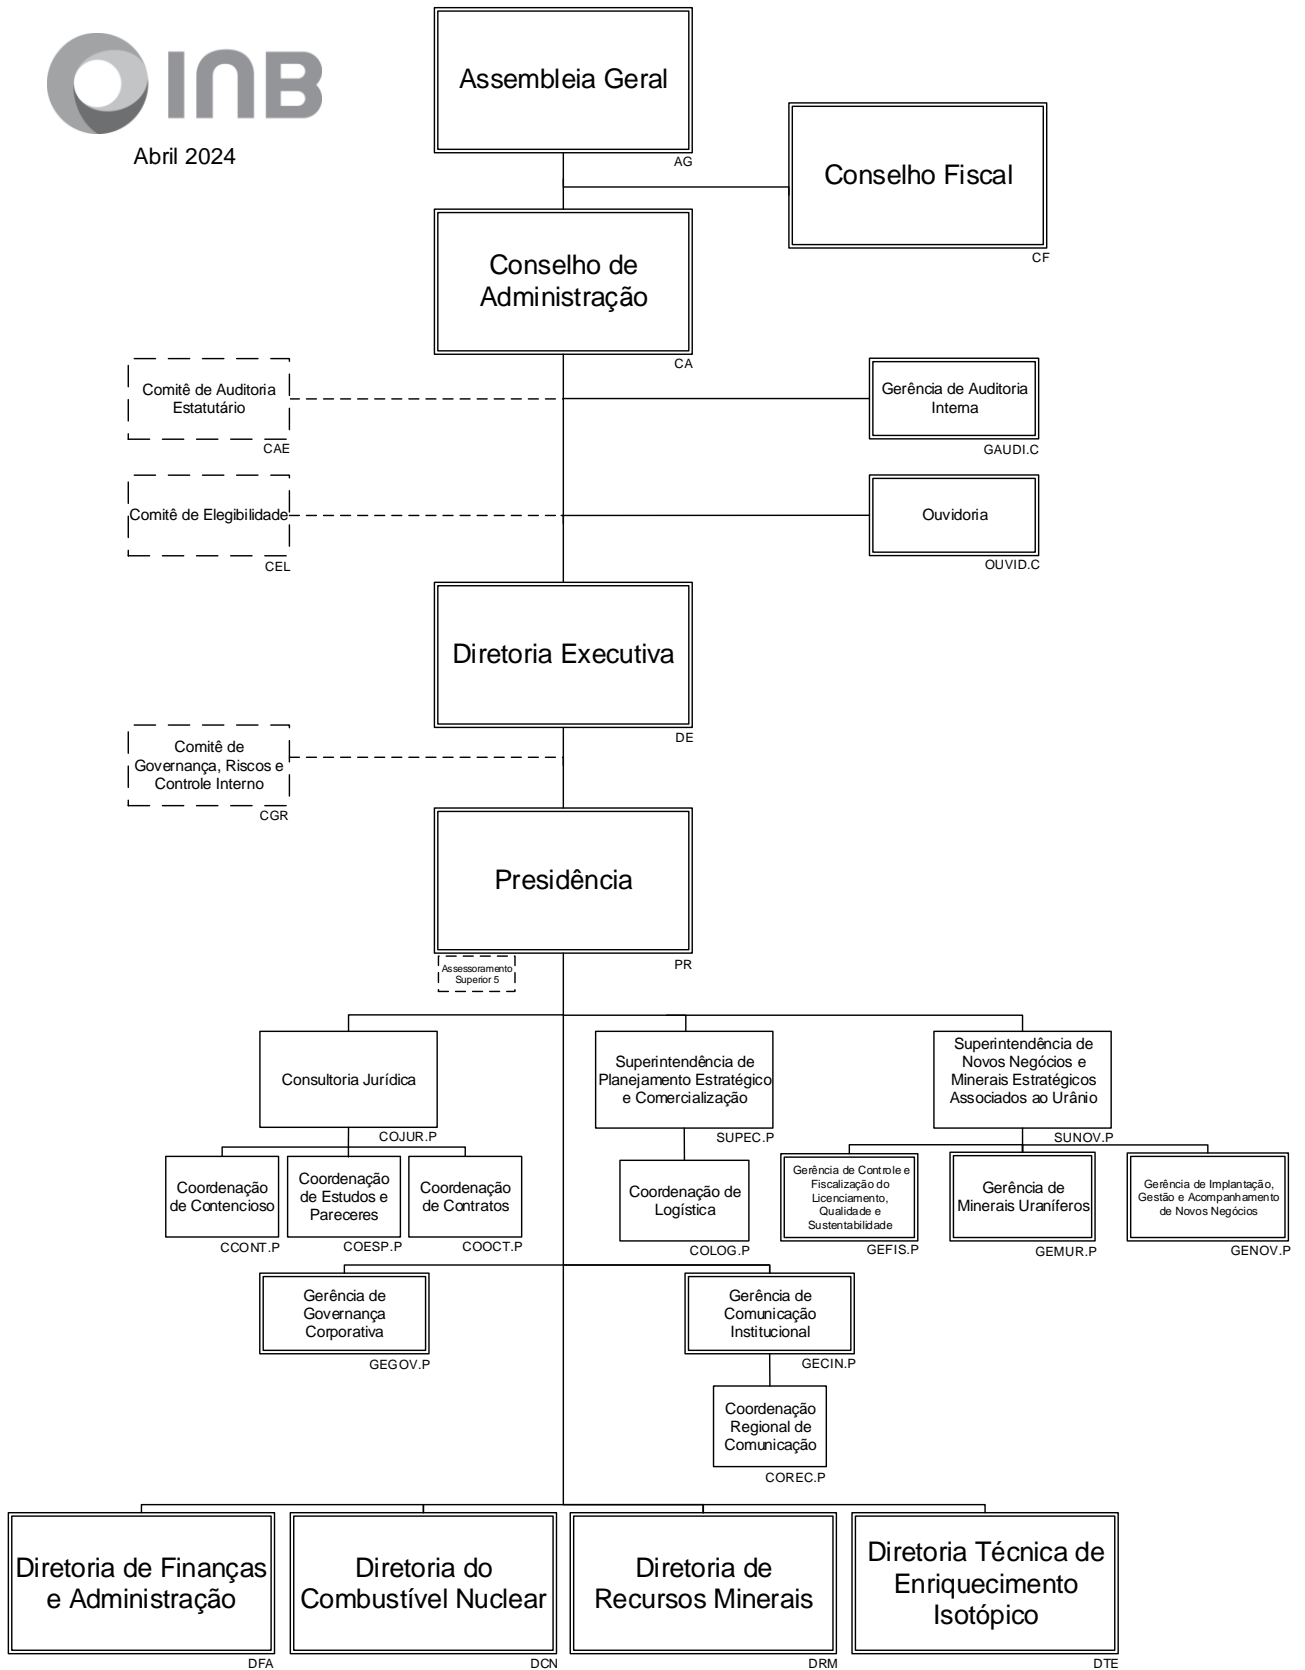 INB
Abril 2024
Assembleia Geral
AG
Conselho Fiscal
CF
Conselho de
Administração
CA
Comitê de Auditoria
Estatutário
CAE
Gerência de Auditoria
Interna
GAUDI.C
Comitê de Elegibilidade
CEL
Ouvidoria
OUVID.C
Diretoria Executiva
DE
Comitê de
Governança, Riscos e
Controle Interno
CGR
Presidência
PR
Assessoramento
Superior 5
Consultoria Jurídica
COJUR.P
Superintendência de
Planejamento Estratégico
e Comercialização
SUPEC.P
Superintendência de
Novos Negócios e
Minerais Estratégicos
Associados ao Urânio
SUNOV.P
Coordenação
de Contencioso
CCONT.P
Coordenação
de Estudos e
Pareceres
COESP.P
Coordenação
de Contratos
COOCT.P
Coordenação de
Logística
COLOG.P
Gerência de Controle e
Fiscalização do
Licenciamento,
Qualidade e
Sustentabilidade
GEFIS.P
Gerência de
Minerais Uraníferos
GEMUR.P
Gerência de Implantação,
Gestão e Acompanhamento
de Novos Negócios
GENOV.P
Gerência de
Governança
Corporativa
GEGOV.P
Gerência de
Comunicação
Institucional
GECIN.P
Coordenação
Regional de
Comunicação
COREC.P
Diretoria de Finanças
e Administração
DFA
Diretoria do
Combustível Nuclear
DCN
Diretoria de
Recursos Minerais
DRM
Diretoria Técnica de
Enriquecimento
Isotópico
DTE